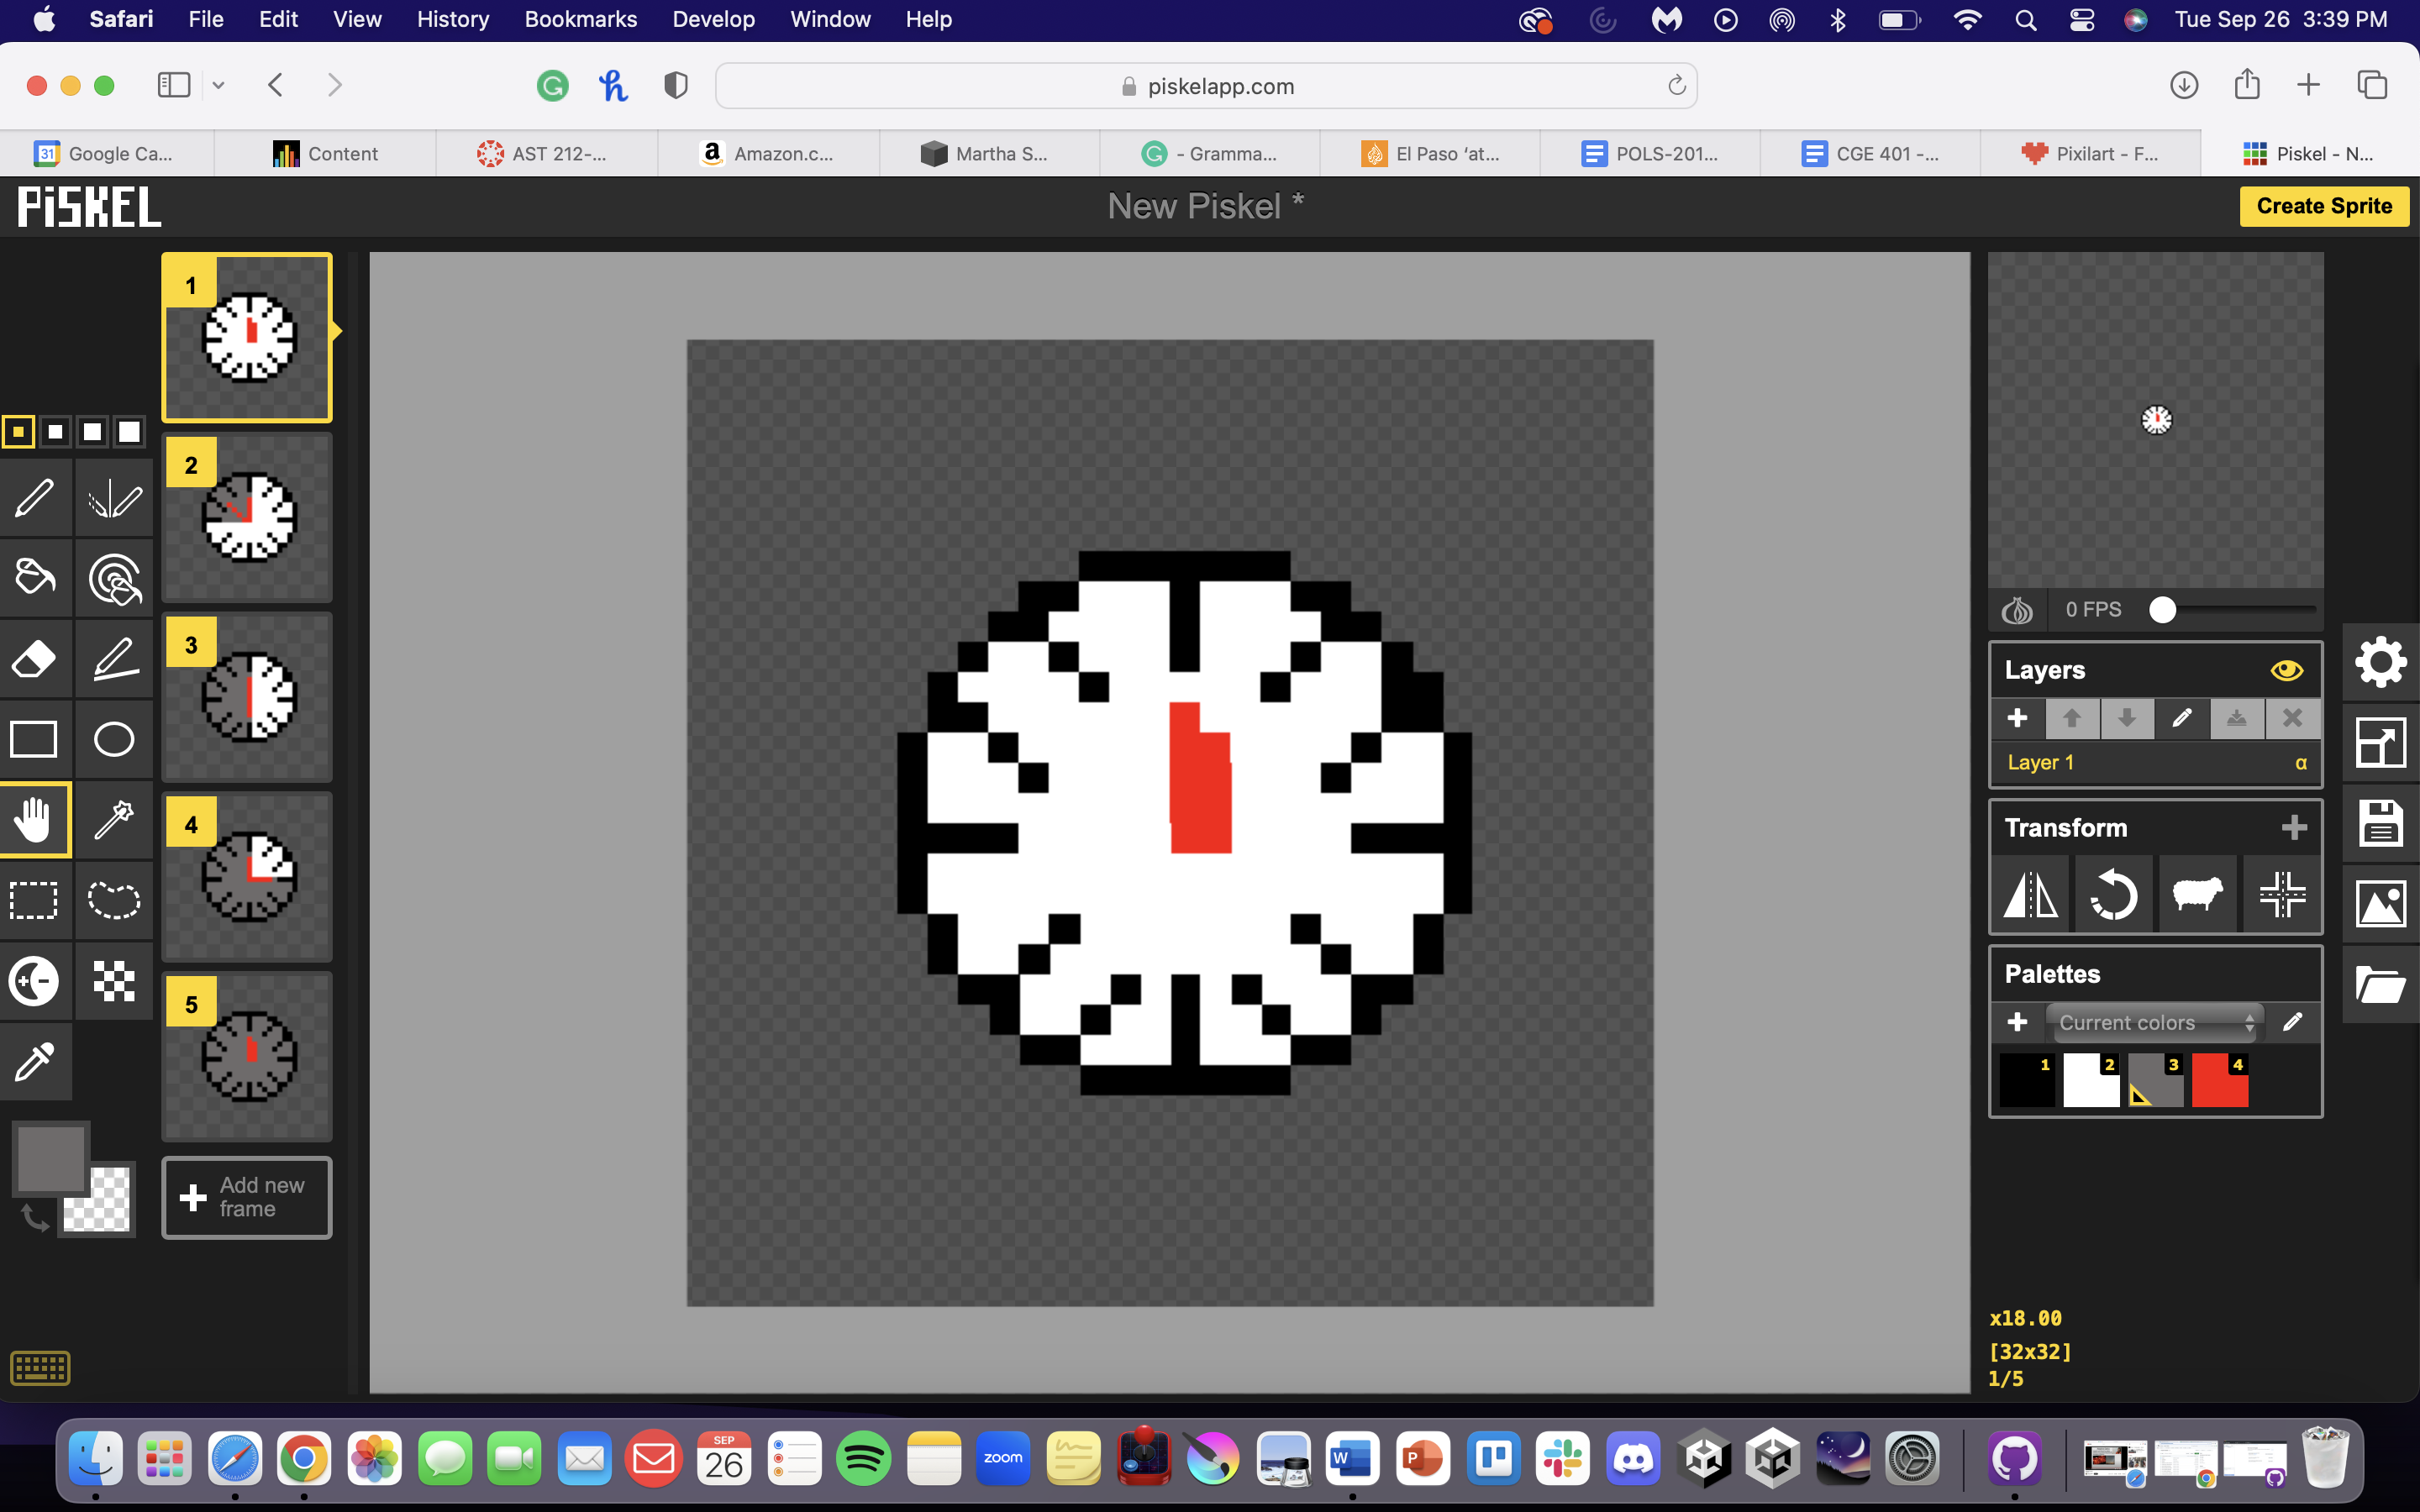 Safari File Edit View History Bookmarks Develop Window Help Tue Sep 26 3:39 PM
piskelapp.com
31 Google Ca... Content AST 212-... a Amazon.c... Martha S... - Gramma... El Paso ‘at... POLS-201... CGE 401 -... Pixilart - F... Piskel - N...
PiSKEL New Piskel * Create Sprite
1
2
3
4
5
Add new
frame
0 FPS
Layers
Layer 1 α
Transform
Palettes
Current colors
1 2 3 4
x18.00
[32x32]
1/5
SEP
26
zoom
W
P